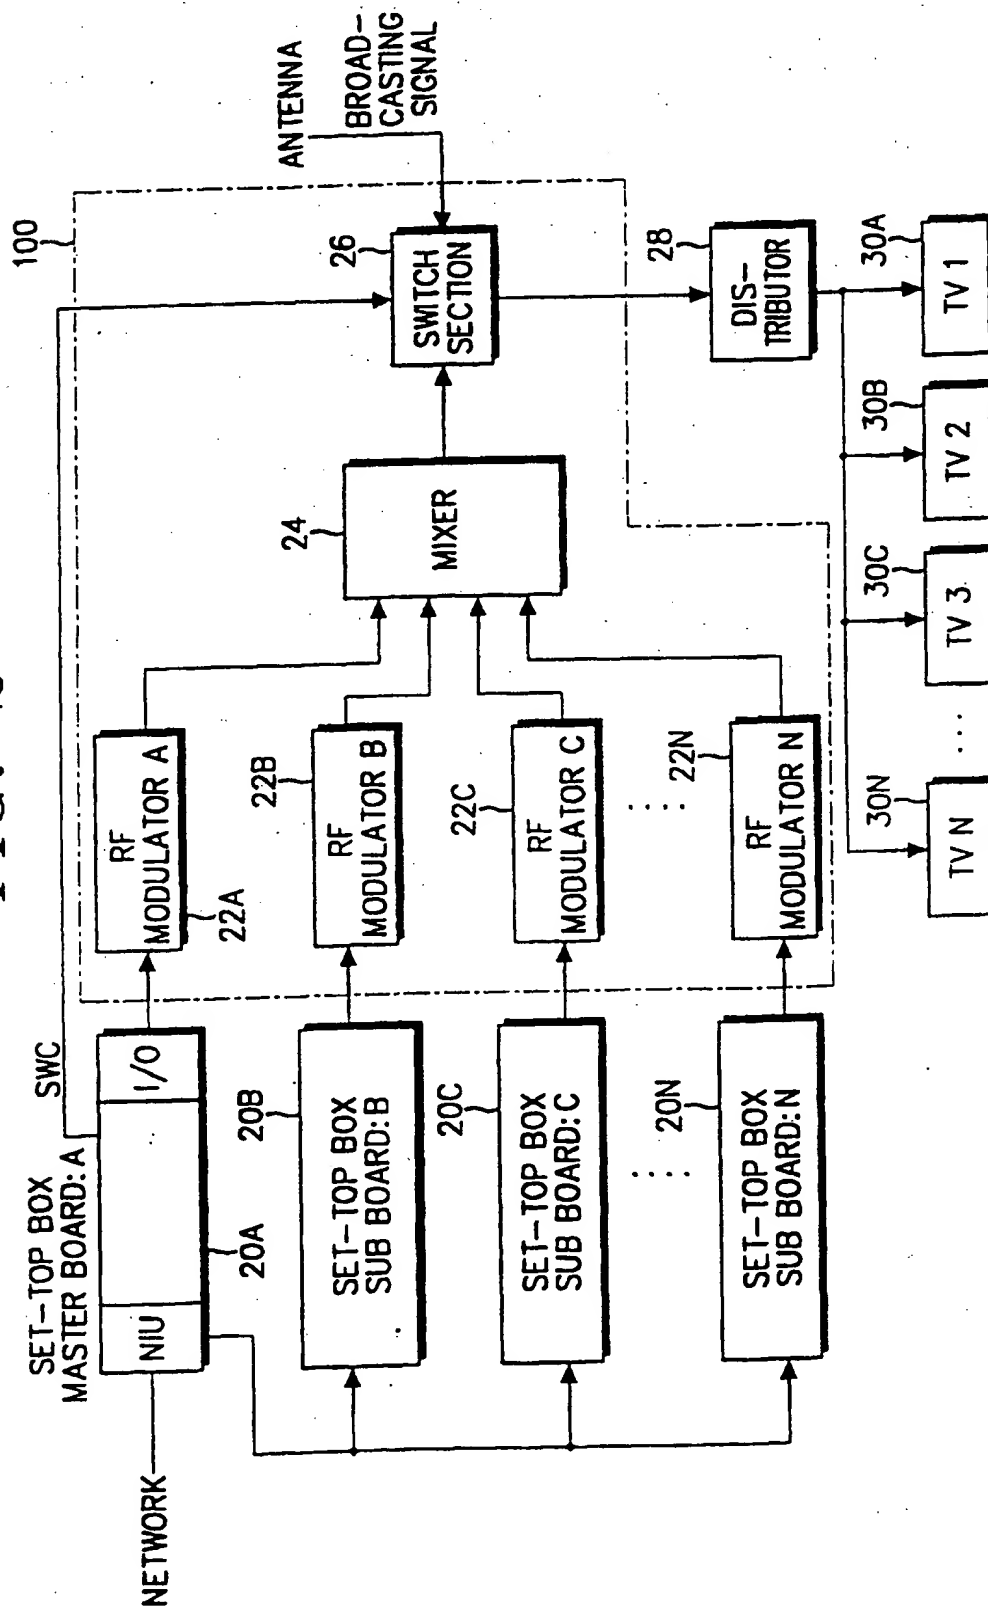 100
SET-TOP BOX
MASTER BOARD: A
SWC
NETWORK
NIU
I/O
20A
RF
MODULATOR A
22A
ANTENNA
BROAD-
CASTING
SIGNAL
26
SWITCH
SECTION
24
MIXER
20B
SET-TOP BOX
SUB BOARD:B
22B
RF
MODULATOR B
20C
SET-TOP BOX
SUB BOARD:C
22C
RF
MODULATOR C
.....
.....
20N
SET-TOP BOX
SUB BOARD:N
22N
RF
MODULATOR N
28
DIS-
TRIBUTOR
30N
TV N
...
30C
TV 3
30B
TV 2
30A
TV 1